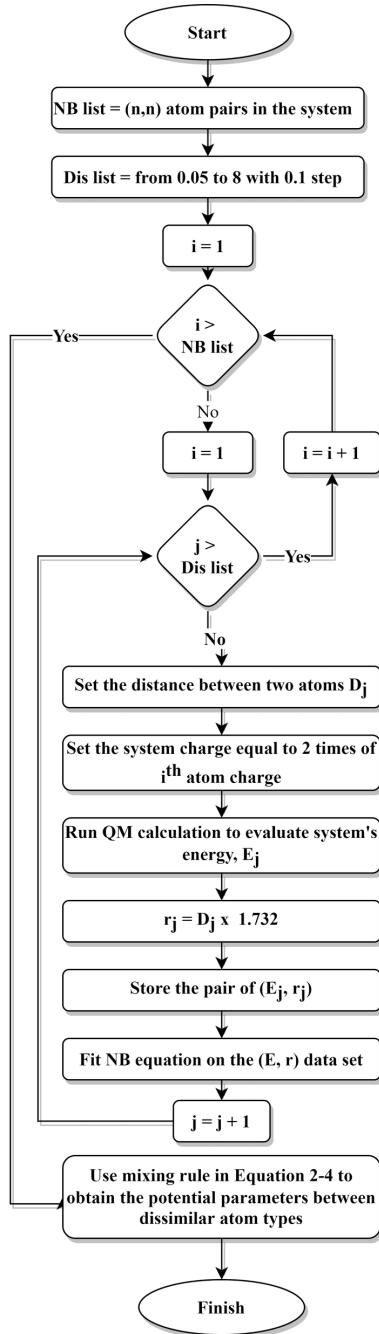 Start
NB list = (n,n) atom pairs in the system
Dis list = from 0.05 to 8 with 0.1 step
i = 1
i >
NB list
Yes
No
i = 1
i = i + 1
j >
Dis list
Yes
No
Set the distance between two atoms Dj
Set the system charge equal to 2 times of
ith atom charge
Run QM calculation to evaluate system's
energy, Ej
rj = Dj x 1.732
Store the pair of (Ej, rj)
Fit NB equation on the (E, r) data set
j = j + 1
Use mixing rule in Equation 2-4 to
obtain the potential parameters between
dissimilar atom types
Finish